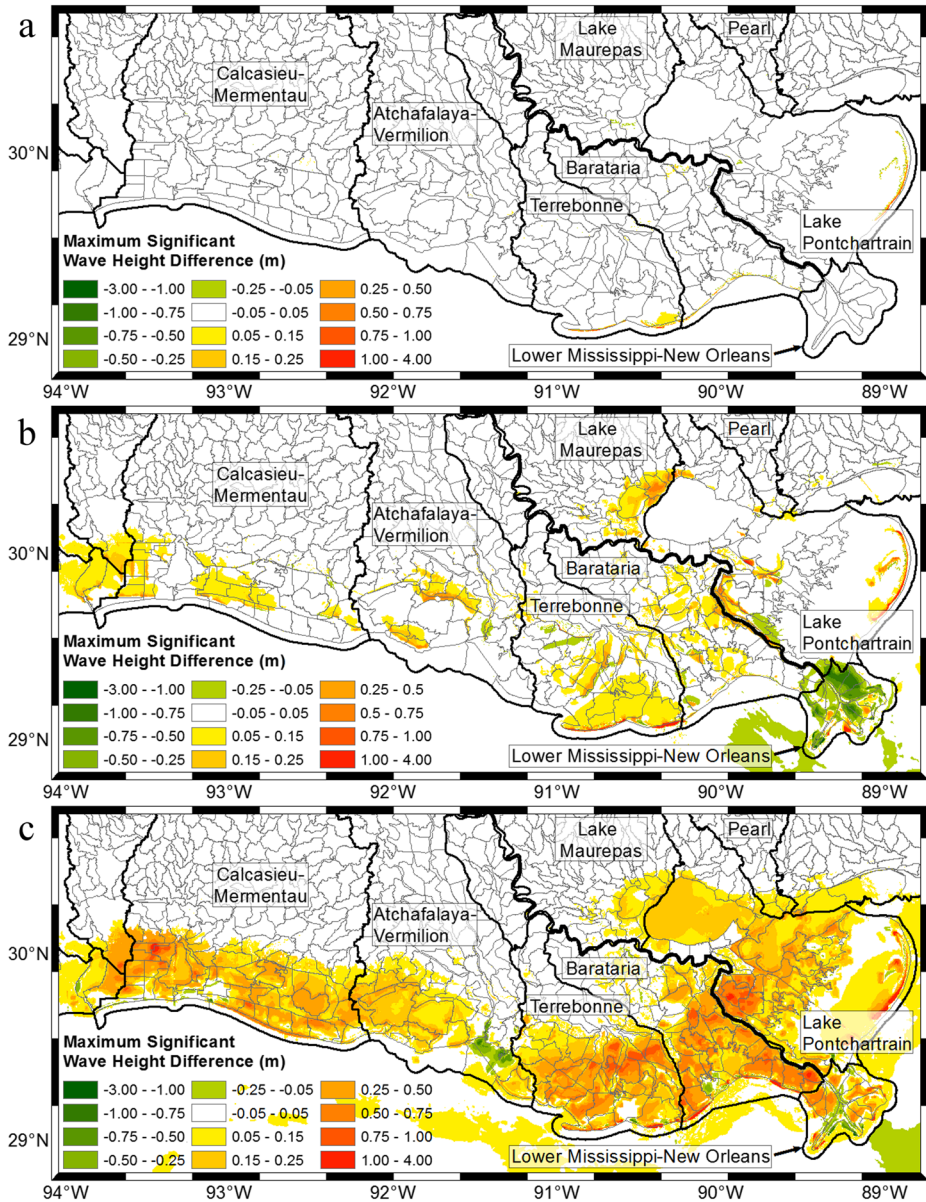 a
Calcasieu-
Mermentau
Atchafalaya-
Vermilion
Lake
Maurepas
Pearl
30°N
Barataria
Terrebonne
Lake
Pontchartrain
Maximum Significant
Wave Height Difference (m)
-3.00 - -1.00
-0.25 - -0.05
0.25 - 0.50
-1.00 - -0.75
-0.05 - 0.05
0.50 - 0.75
-0.75 - -0.50
0.05 - 0.15
0.75 - 1.00
-0.50 - -0.25
0.15 - 0.25
1.00 - 4.00
29°N
Lower Mississippi-New Orleans
94°W 93°W 92°W 91°W 90°W 89°W
b
Calcasieu-
Mermentau
Atchafalaya-
Vermilion
Lake
Maurepas
Pearl
30°N
Barataria
Terrebonne
Lake
Pontchartrain
Maximum Significant
Wave Height Difference (m)
-3.00 - -1.00
-0.25 - -0.05
0.25 - 0.5
-1.00 - -0.75
-0.05 - 0.05
0.5 - 0.75
-0.75 - -0.50
0.05 - 0.15
0.75 - 1.00
-0.50 - -0.25
0.15 - 0.25
1.00 - 4.00
29°N
Lower Mississippi-New Orleans
94°W 93°W 92°W 91°W 90°W 89°W
c
Calcasieu-
Mermentau
Atchafalaya-
Vermilion
Lake
Maurepas
Pearl
30°N
Barataria
Terrebonne
Lake
Pontchartrain
Maximum Significant
Wave Height Difference (m)
-3.00 - -1.00
-0.25 - -0.05
0.25 - 0.50
-1.00 - -0.75
-0.05 - 0.05
0.50 - 0.75
-0.75 - -0.50
0.05 - 0.15
0.75 - 1.00
-0.50 - -0.25
0.15 - 0.25
1.00 - 4.00
29°N
Lower Mississippi-New Orleans
94°W 93°W 92°W 91°W 90°W 89°W